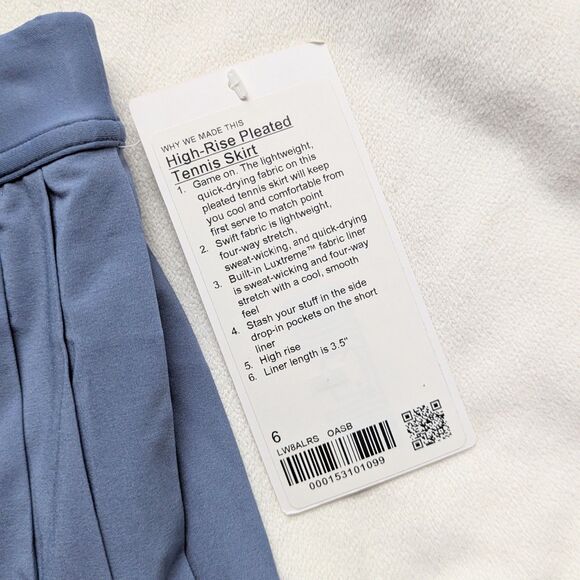 WHY WE MADE THIS
High-Rise Pleated
Tennis Skirt
1. Game on. The lightweight,
quick-drying fabric on this
pleated tennis skirt will keep
you cool and comfortable from
first serve to match point
2. Swift fabric is lightweight,
four-way stretch,
sweat-wicking, and quick-drying
3. Built-in Luxtreme™ fabric liner
is sweat-wicking and four-way
stretch with a cool, smooth
feel
4. Stash your stuff in the side
drop-in pockets on the short
liner
5. High rise
6. Liner length is 3.5"
6
LW8ALRS OASB
000153101099